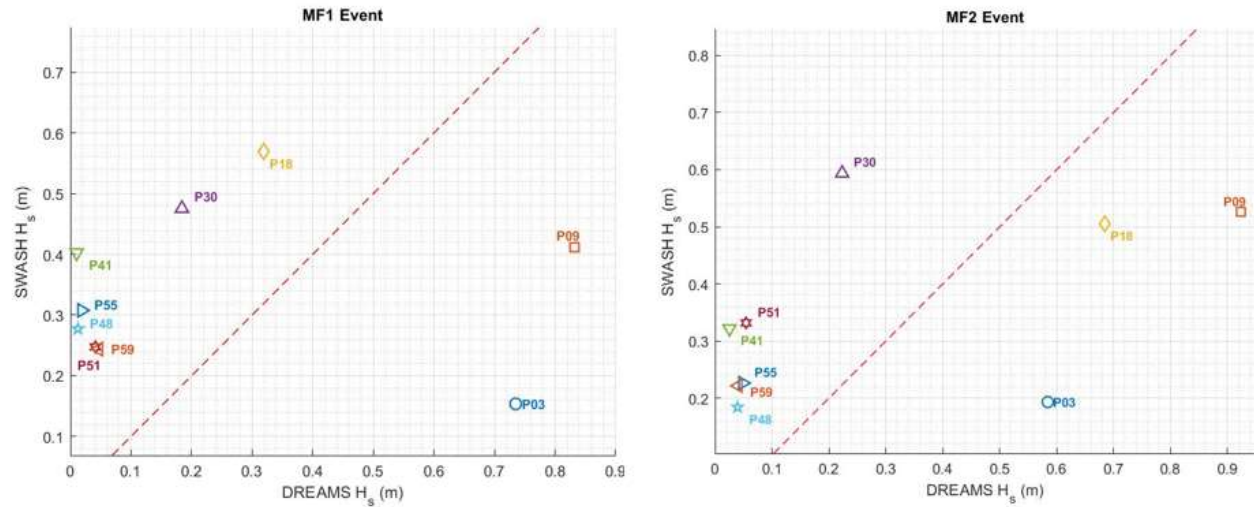 MF1 Event
SWASH H_s (m)
0.7
0.6
0.5
0.4
0.3
0.2
0.1
P18
P30
P09
P41
P55
P48
P59
P51
P03
0 0.1 0.2 0.3 0.4 0.5 0.6 0.7 0.8 0.9
DREAMS H_s (m)
MF2 Event
SWASH H_s (m)
0.8
0.7
0.6
0.5
0.4
0.3
0.2
P30
P09
P18
P51
P41
P55
P59
P48
P03
0 0.1 0.2 0.3 0.4 0.5 0.6 0.7 0.8 0.9
DREAMS H_s (m)